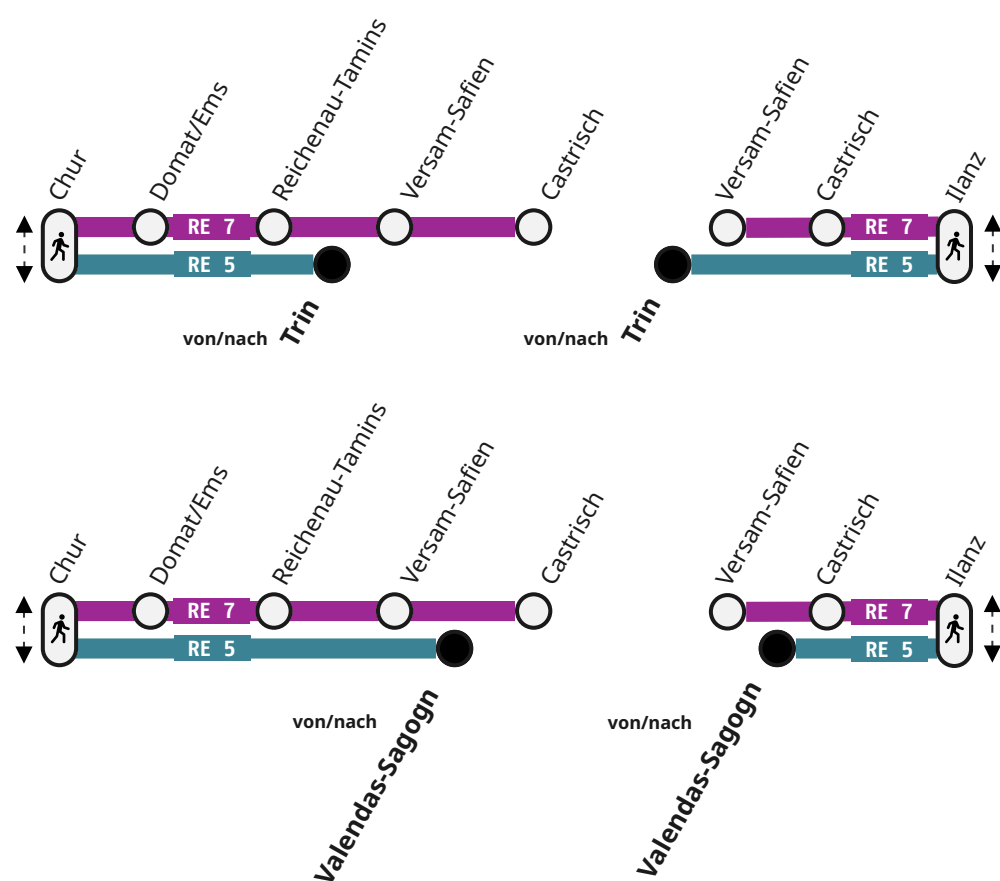 Chur
Domat/Ems
Reichenau-Tamins
Versam-Safien
Castrisch
RE 7
RE 5
von/nach Trin
Versam-Safien
Castrisch
Ilanz
RE 7
RE 5
von/nach Trin
Chur
Domat/Ems
Reichenau-Tamins
Versam-Safien
Castrisch
RE 7
RE 5
von/nach Valendas-Sagogn
Versam-Safien
Castrisch
Ilanz
RE 7
RE 5
von/nach Valendas-Sagogn